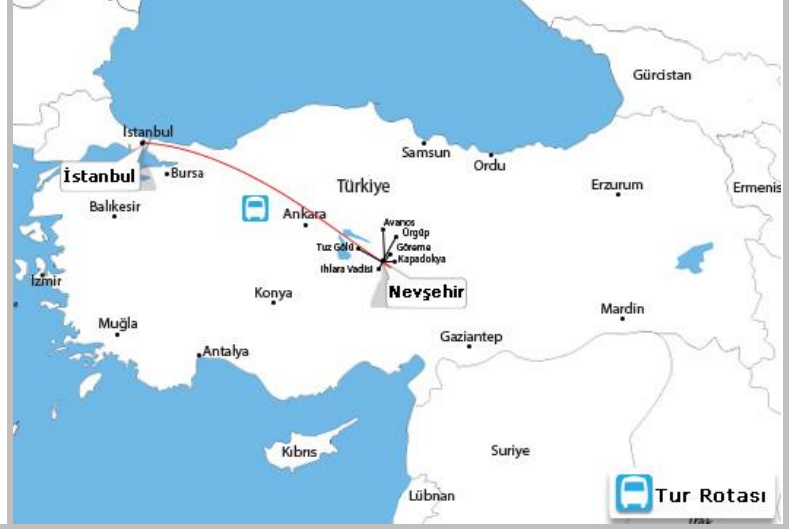 Gürcistan
İstanbul
Samsun
Ordu
İstanbul
Bursa
Türkiye
Erzurum
Ermenis
Balıkesir
Ankara
Avanos
Ürgüp
Tuz Gölü
Göreme
Kapadokya
Ihlara Vadisi
İzmir
Konya
Nevşehir
Muğla
Mardin
Gaziantep
Antalya
Kıbrıs
Suriye
Lübnan
Tur Rotası
Irak